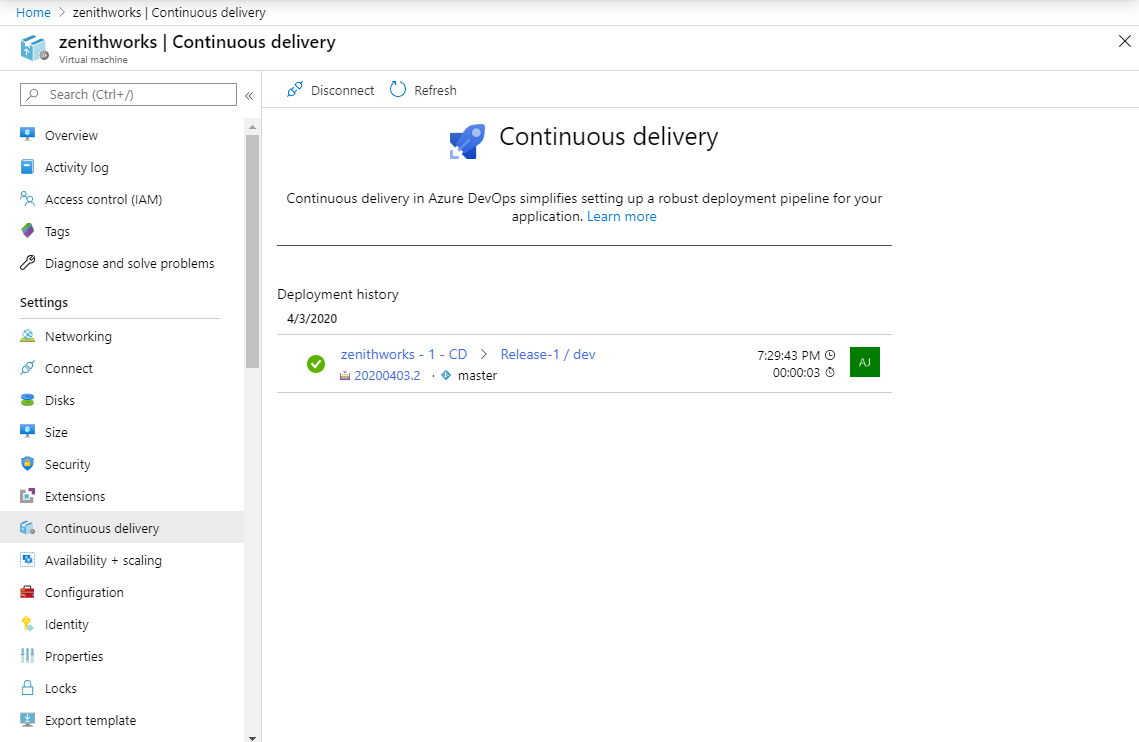 Home > zenithworks | Continuous delivery
zenithworks | Continuous delivery
Virtual machine
Search (Ctrl+/)
«
Overview
Activity log
Access control (IAM)
Tags
Diagnose and solve problems
Settings
Networking
Connect
Disks
Size
Security
Extensions
Continuous delivery
Availability + scaling
Configuration
Identity
Properties
Locks
Export template
Disconnect Refresh
Continuous delivery
Continuous delivery in Azure DevOps simplifies setting up a robust deployment pipeline for your
application. Learn more
Deployment history
4/3/2020
zenithworks - 1 - CD > Release-1 / dev
20200403.2 · master
7:29:43 PM
00:00:03
AJ